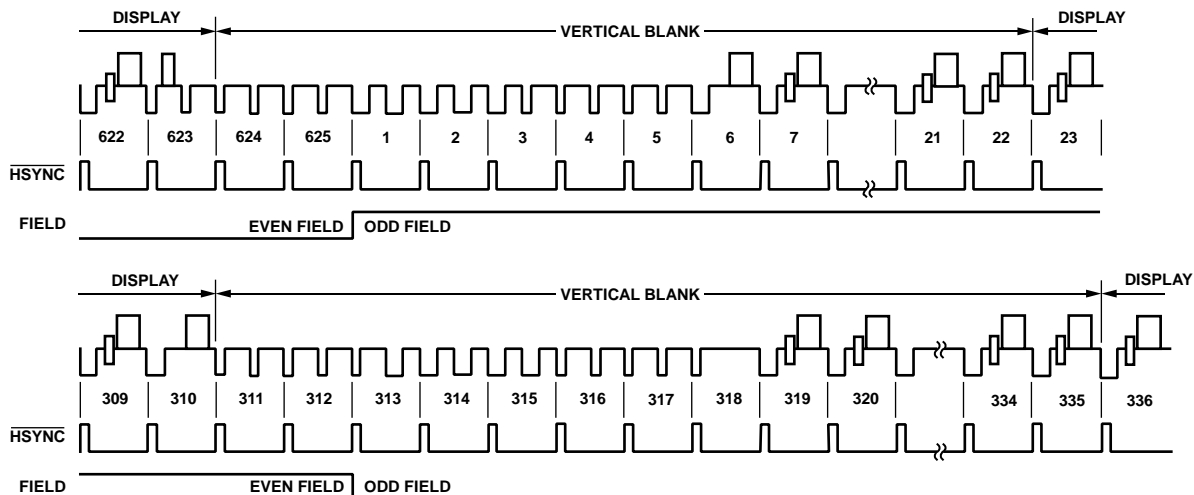 DISPLAY VERTICAL BLANK DISPLAY
622 623 624 625 1 2 3 4 5 6 7 21 22 23
HSYNC
FIELD EVEN FIELD ODD FIELD
DISPLAY VERTICAL BLANK DISPLAY
309 310 311 312 313 314 315 316 317 318 319 320 334 335 336
HSYNC
FIELD EVEN FIELD ODD FIELD